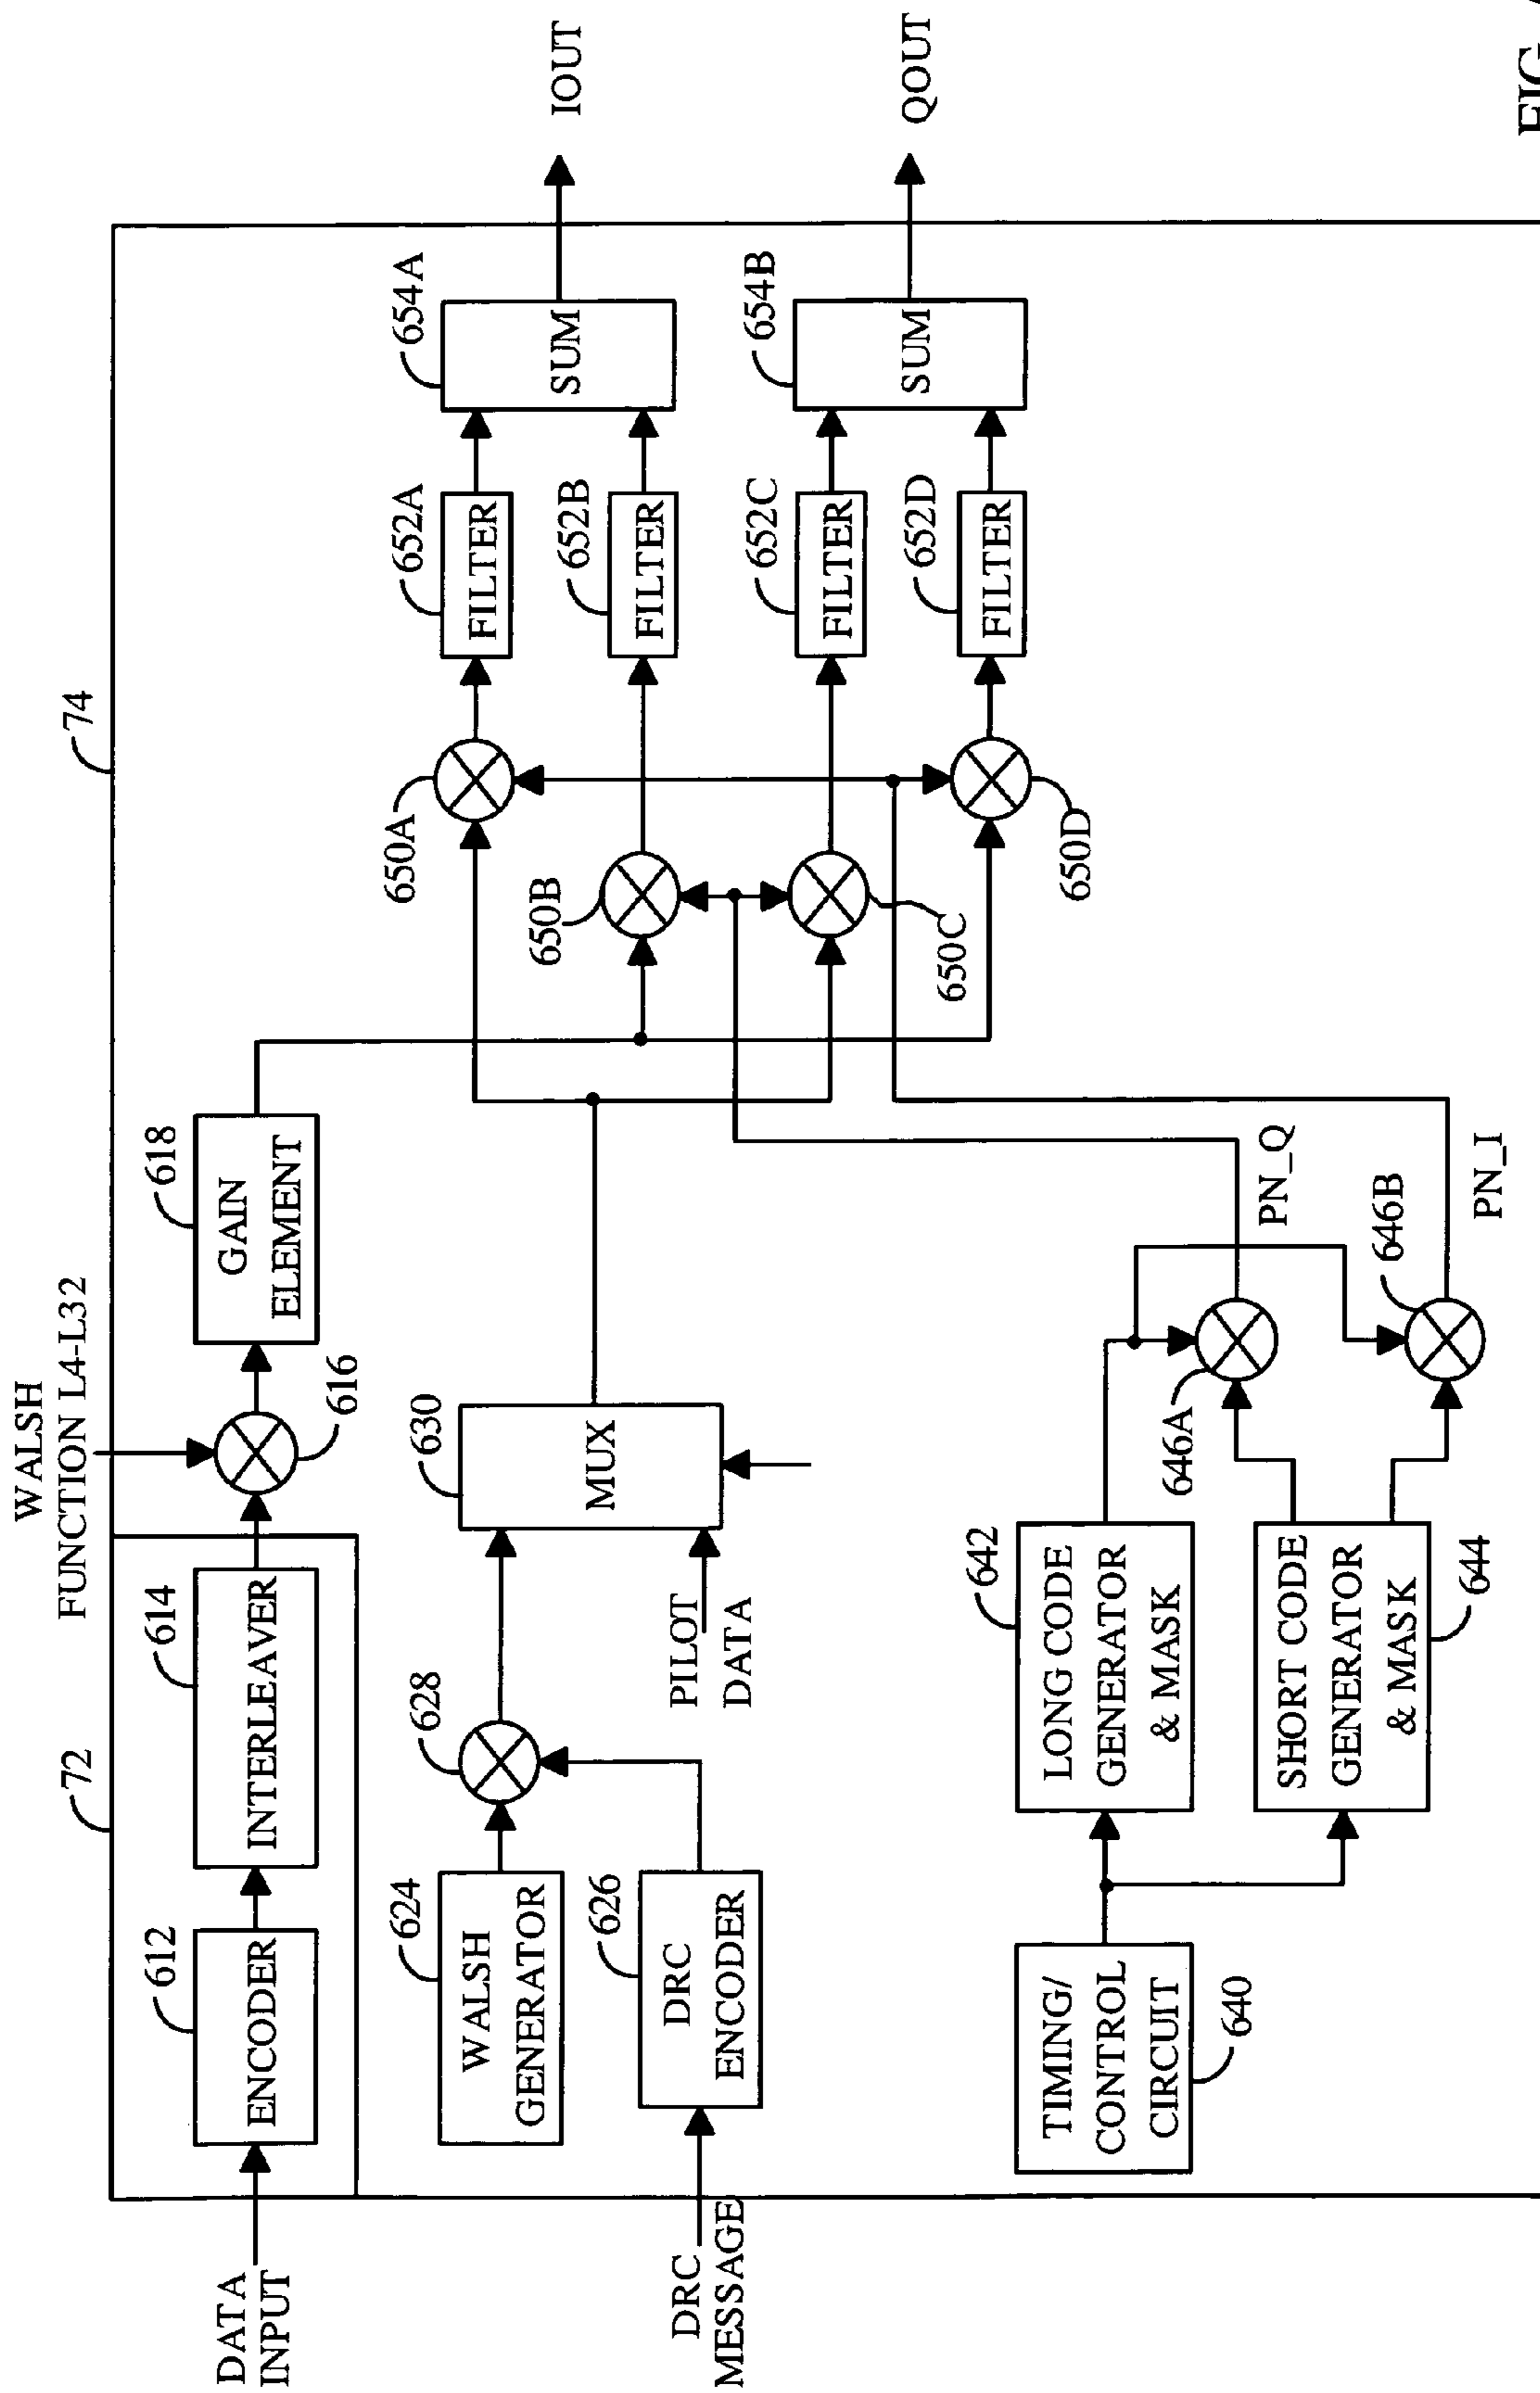 WALSH
FUNCTION L4-L32
72
74
612
614
616
618
DATA
INPUT
ENCODER
INTERLEAVER
GAIN
ELEMENT
624
WALSH
GENERATOR
628
630
MUX
626
DRC
ENCODER
DRC
MESSAGE
PILOT
DATA
650A
650B
650C
650D
652A
FILTER
652B
FILTER
652C
FILTER
652D
FILTER
654A
SUM
654B
SUM
IOUT
QOUT
642
LONG CODE
GENERATOR
& MASK
TIMING/
CONTROL
CIRCUIT
640
SHORT CODE
GENERATOR
& MASK
644
646A
646B
PN_Q
PN_I
FIG.